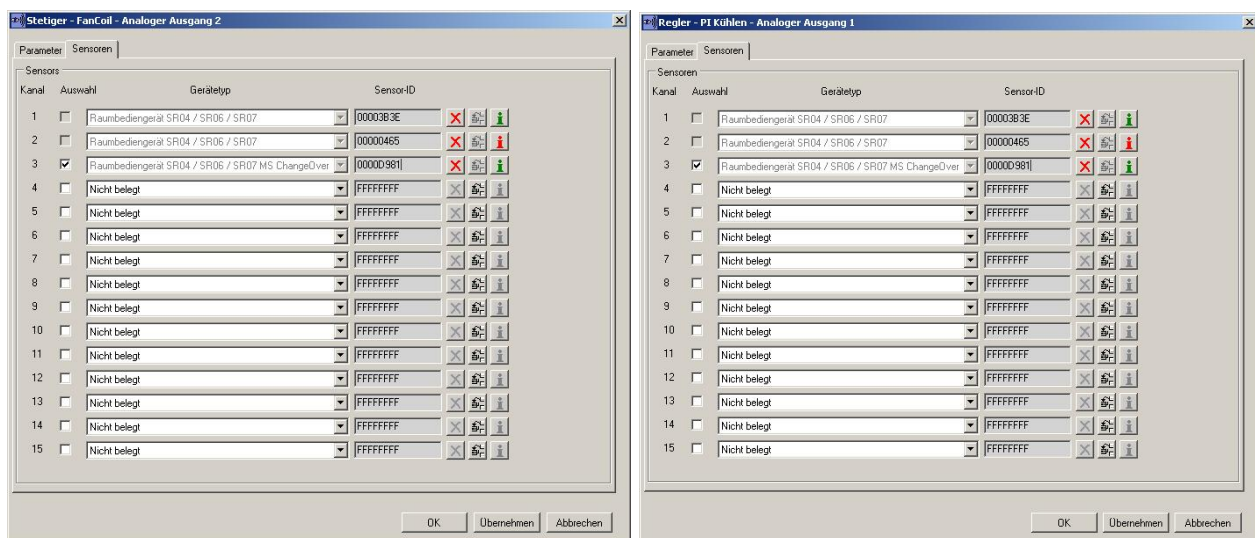 Stetiger - FanCoil - Analoger Ausgang 2
Parameter Sensoren
Sensors
Kanal Auswahl Gerätetyp Sensor-ID
1 Raumbediengerät SR04 / SR06 / SR07 00003B3E
2 Raumbediengerät SR04 / SR06 / SR07 00000465
3 Raumbediengerät SR04 / SR06 / SR07 MS ChangeOver 0000D981
4 Nicht belegt FFFFFFFF
5 Nicht belegt FFFFFFFF
6 Nicht belegt FFFFFFFF
7 Nicht belegt FFFFFFFF
8 Nicht belegt FFFFFFFF
9 Nicht belegt FFFFFFFF
10 Nicht belegt FFFFFFFF
11 Nicht belegt FFFFFFFF
12 Nicht belegt FFFFFFFF
13 Nicht belegt FFFFFFFF
14 Nicht belegt FFFFFFFF
15 Nicht belegt FFFFFFFF
OK Übernehmen Abbrechen
Regler - PI Kühlen - Analoger Ausgang 1
Parameter Sensoren
Sensoren
Kanal Auswahl Gerätetyp Sensor-ID
1 Raumbediengerät SR04 / SR06 / SR07 00003B3E
2 Raumbediengerät SR04 / SR06 / SR07 00000465
3 Raumbediengerät SR04 / SR06 / SR07 MS ChangeOver 0000D981
4 Nicht belegt FFFFFFFF
5 Nicht belegt FFFFFFFF
6 Nicht belegt FFFFFFFF
7 Nicht belegt FFFFFFFF
8 Nicht belegt FFFFFFFF
9 Nicht belegt FFFFFFFF
10 Nicht belegt FFFFFFFF
11 Nicht belegt FFFFFFFF
12 Nicht belegt FFFFFFFF
13 Nicht belegt FFFFFFFF
14 Nicht belegt FFFFFFFF
15 Nicht belegt FFFFFFFF
OK Übernehmen Abbrechen